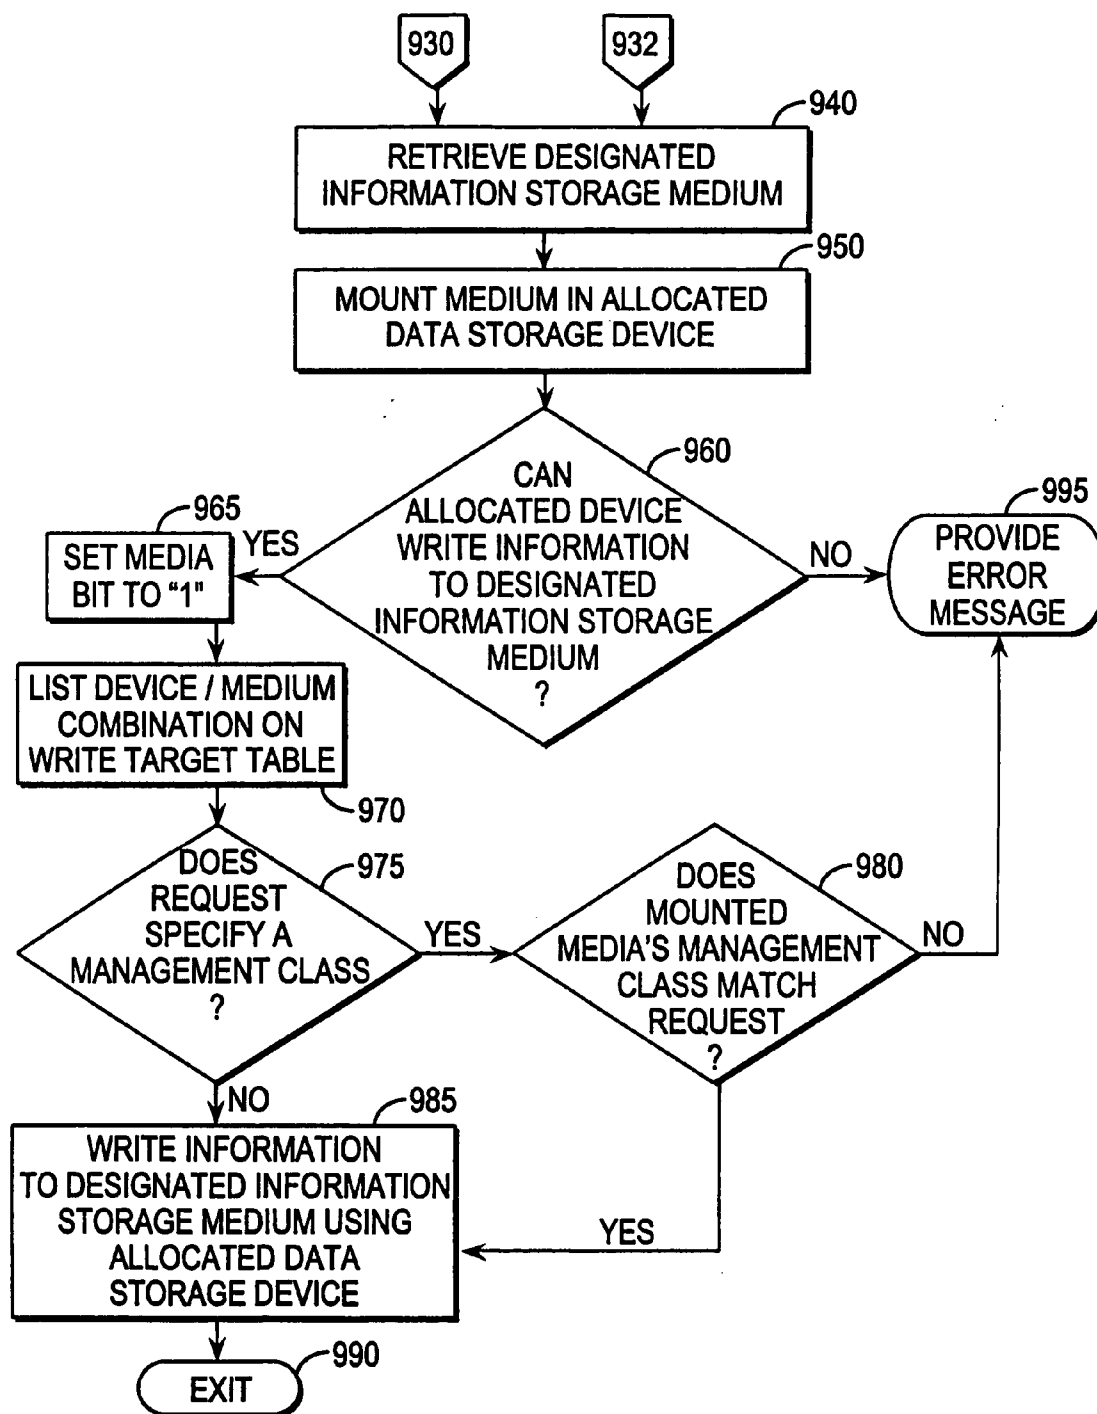 930
932
940
RETRIEVE DESIGNATED
INFORMATION STORAGE MEDIUM
950
MOUNT MEDIUM IN ALLOCATED
DATA STORAGE DEVICE
960
CAN
ALLOCATED DEVICE
WRITE INFORMATION
TO DESIGNATED
INFORMATION STORAGE
MEDIUM
?
YES
NO
965
SET MEDIA
BIT TO “1"
995
PROVIDE
ERROR
MESSAGE
LIST DEVICE / MEDIUM
COMBINATION ON
WRITE TARGET TABLE
970
975
DOES
REQUEST
SPECIFY A
MANAGEMENT CLASS
?
YES
980
DOES
MOUNTED
MEDIA'S MANAGEMENT
CLASS MATCH
REQUEST
?
NO
NO
YES
985
WRITE INFORMATION
TO DESIGNATED INFORMATION
STORAGE MEDIUM USING
ALLOCATED DATA
STORAGE DEVICE
990
EXIT